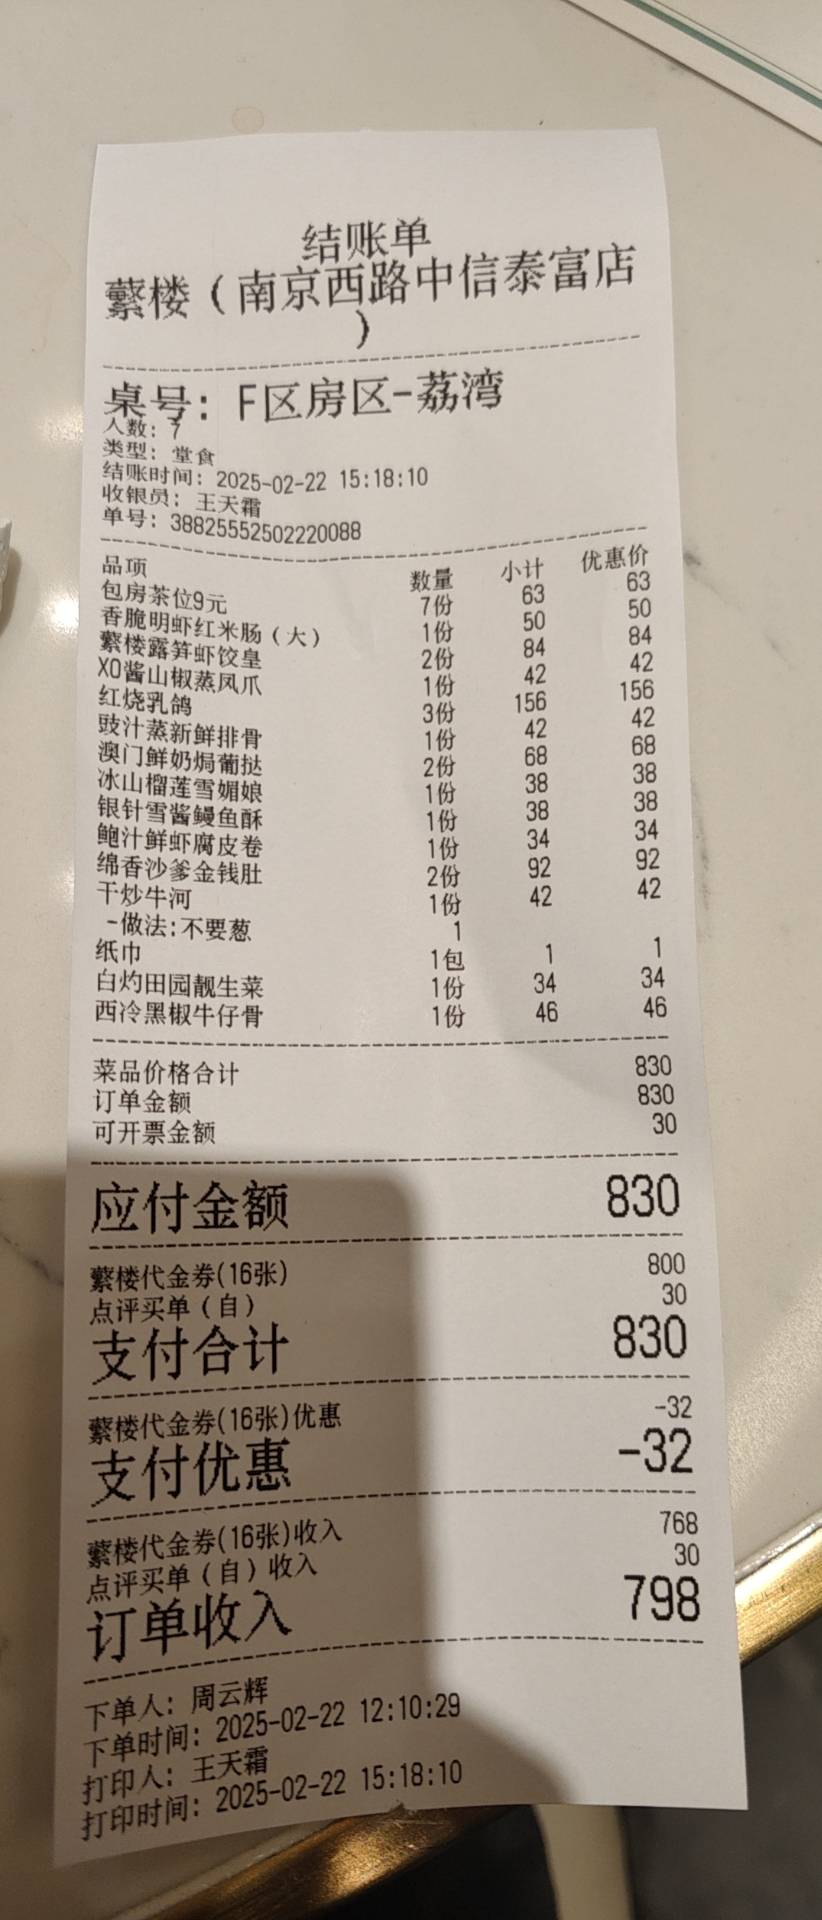 结账单
蘩楼（南京西路中信泰富店
）
桌号: F区房区-荔湾
人数: 7
类型: 堂食
结账时间: 2025-02-22 15:18:10
收银员: 王天霜
单号: 38825552502220088
品项 数量 小计 优惠价
包房茶位9元 7份 63 63
香脆明虾红米肠（大） 1份 50 50
蘩楼露笋虾饺皇 2份 84 84
XO酱山椒蒸凤爪 1份 42 42
红烧乳鸽 3份 156 156
豉汁蒸新鲜排骨 1份 42 42
澳门鲜奶焗葡挞 2份 68 68
冰山榴莲雪媚娘 1份 38 38
银针雪酱鳗鱼酥 1份 38 38
鲍汁鲜虾腐皮卷 1份 34 34
绵香沙爹金钱肚 2份 92 92
干炒牛河 1份 42 42
-做法:不要葱 1
纸巾 1包 1 1
白灼田园靓生菜 1份 34 34
西冷黑椒牛仔骨 1份 46 46
菜品价格合计 830
订单金额 830
可开票金额 30
应付金额 830
蘩楼代金券(16张) 800
点评买单（自） 30
支付合计 830
蘩楼代金券(16张)优惠 -32
支付优惠 -32
蘩楼代金券(16张)收入 768
点评买单（自）收入 30
订单收入 798
下单人: 周云辉
下单时间: 2025-02-22 12:10:29
打印人: 王天霜
打印时间: 2025-02-22 15:18:10